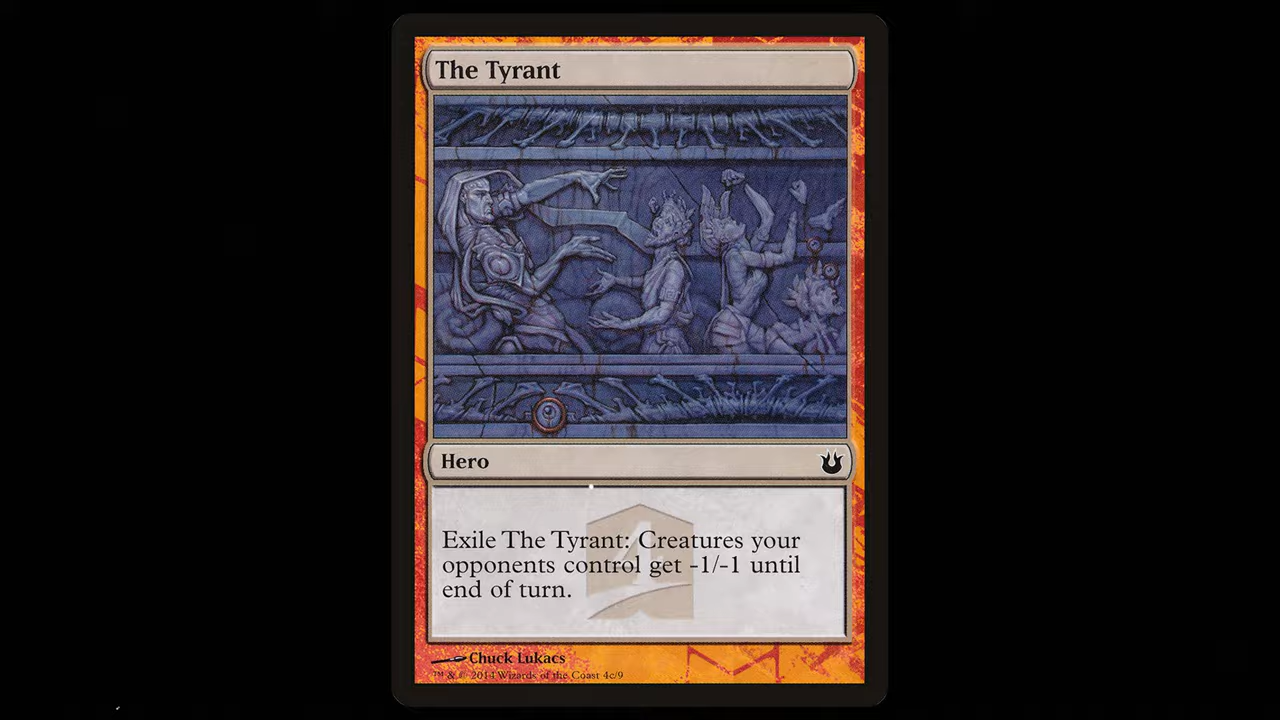 The Tyrant
Hero
4
Exile The Tyrant: Creatures your
opponents control get -1/-1 until
end of turn.
Chuck Lukacs
™ & © 2014 Wizards of the Coast 4c/9